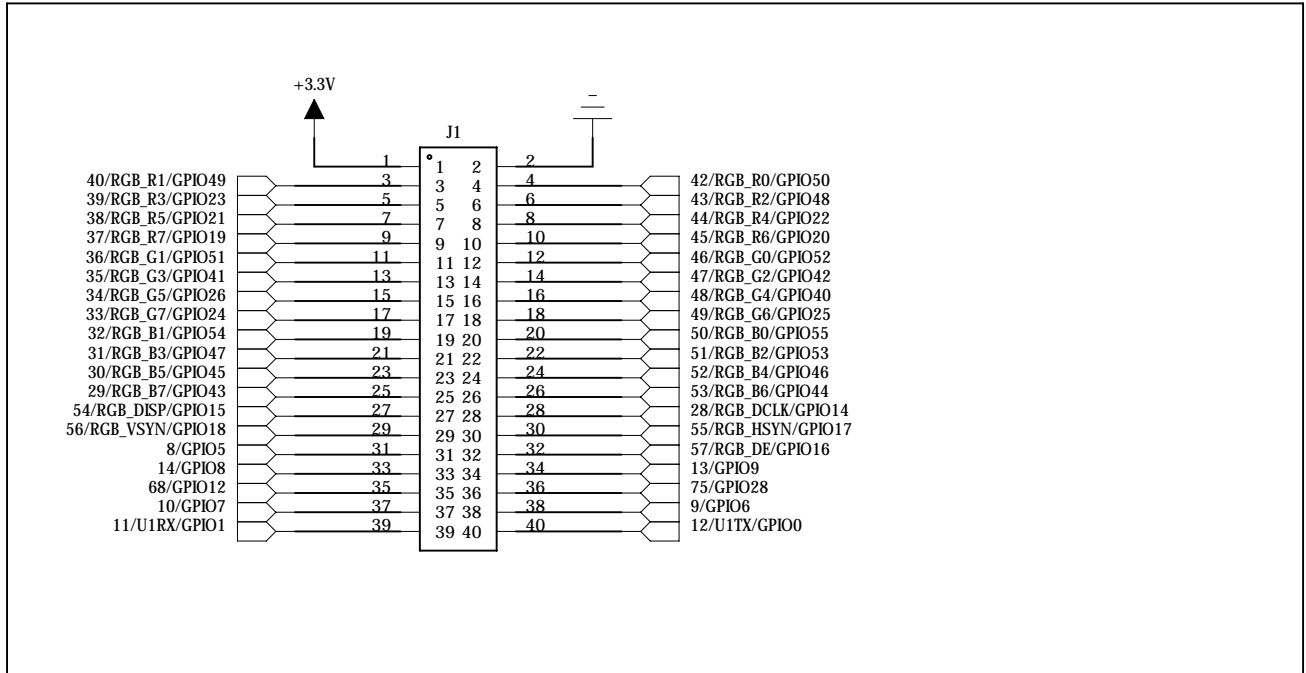 +3.3V
J1
1 1 2 2
40/RGB_R1/GPIO49 3 3 4 4 42/RGB_R0/GPIO50
39/RGB_R3/GPIO23 5 5 6 6 43/RGB_R2/GPIO48
38/RGB_R5/GPIO21 7 7 8 8 44/RGB_R4/GPIO22
37/RGB_R7/GPIO19 9 9 10 10 45/RGB_R6/GPIO20
36/RGB_G1/GPIO51 11 11 12 12 46/RGB_G0/GPIO52
35/RGB_G3/GPIO41 13 13 14 14 47/RGB_G2/GPIO42
34/RGB_G5/GPIO26 15 15 16 16 48/RGB_G4/GPIO40
33/RGB_G7/GPIO24 17 17 18 18 49/RGB_G6/GPIO25
32/RGB_B1/GPIO54 19 19 20 20 50/RGB_B0/GPIO55
31/RGB_B3/GPIO47 21 21 22 22 51/RGB_B2/GPIO53
30/RGB_B5/GPIO45 23 23 24 24 52/RGB_B4/GPIO46
29/RGB_B7/GPIO43 25 25 26 26 53/RGB_B6/GPIO44
54/RGB_DISP/GPIO15 27 27 28 28 28/RGB_DCLK/GPIO14
56/RGB_VSYN/GPIO18 29 29 30 30 55/RGB_HSYN/GPIO17
8/GPIO5 31 31 32 32 57/RGB_DE/GPIO16
14/GPIO8 33 33 34 34 13/GPIO9
68/GPIO12 35 35 36 36 75/GPIO28
10/GPIO7 37 37 38 38 9/GPIO6
11/U1RX/GPIO1 39 39 40 40 12/U1TX/GPIO0